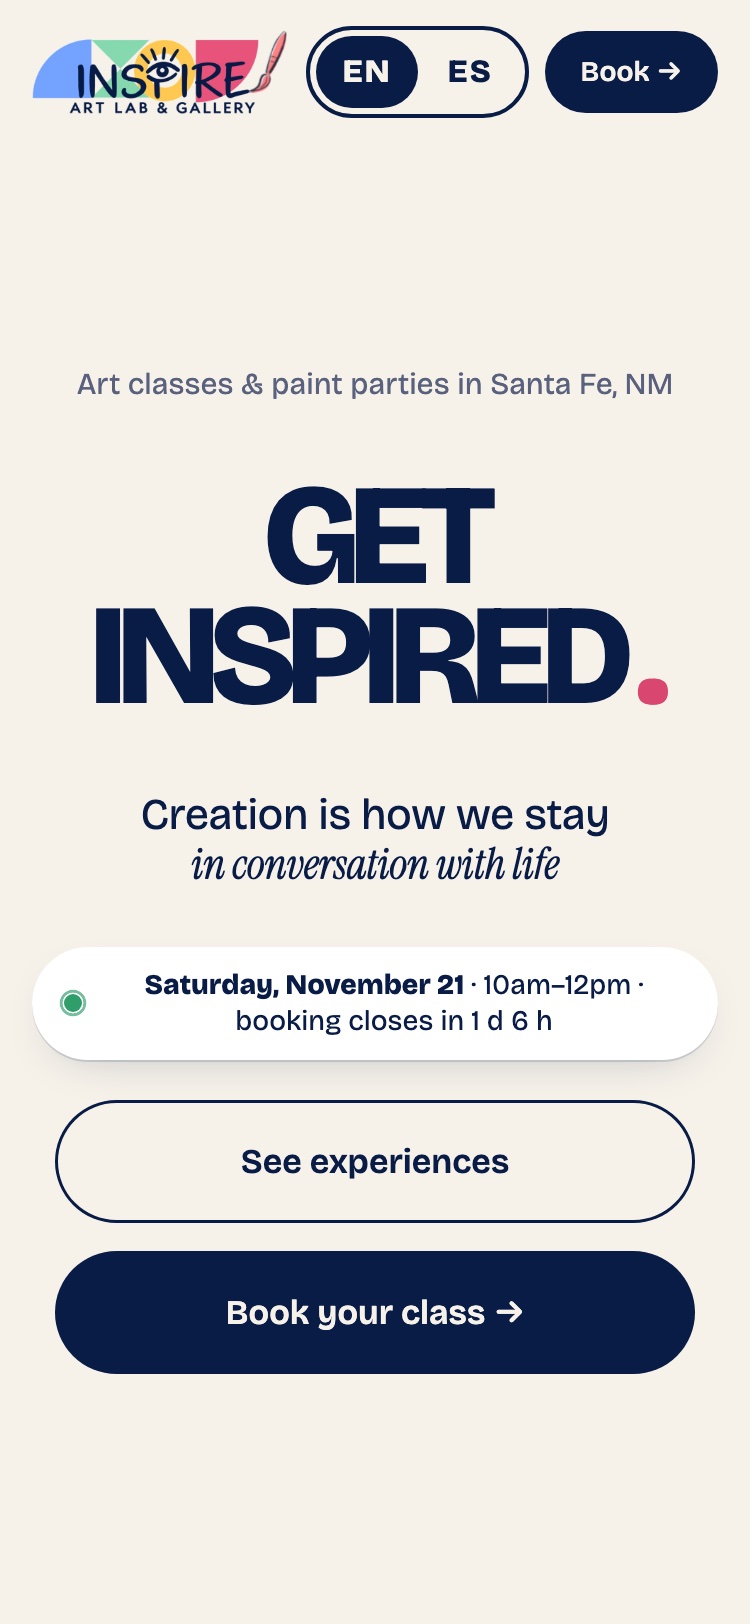 INSPIRE
ART LAB & GALLERY
EN
ES
Book →
Art classes & paint parties in Santa Fe, NM
GET
INSPIRED.
Creation is how we stay
in conversation with life
Saturday, November 21 · 10am–12pm ·
booking closes in 1 d 6 h
See experiences
Book your class →